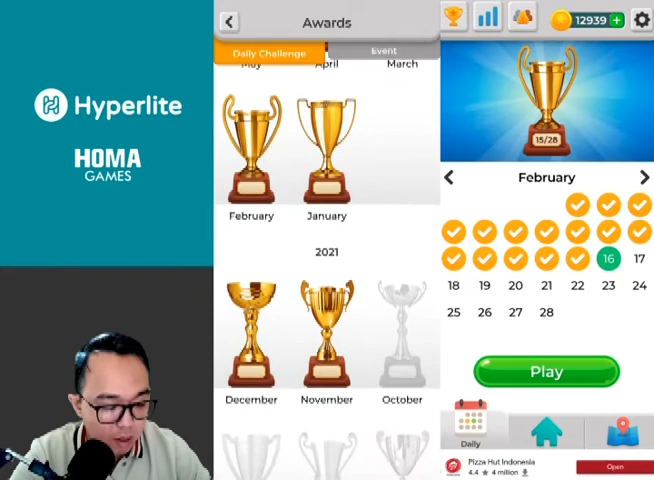 Hyperlite
HOMA
GAMES
Awards
Daily Challenge
Event
May
April
March
February
January
2021
December
November
October
12939
15/28
February
16
17
18
19
20
21
22
23
24
25
26
27
28
Play
Daily
Pizza Hut Indonesia
4.4 ★ 4 million
Open